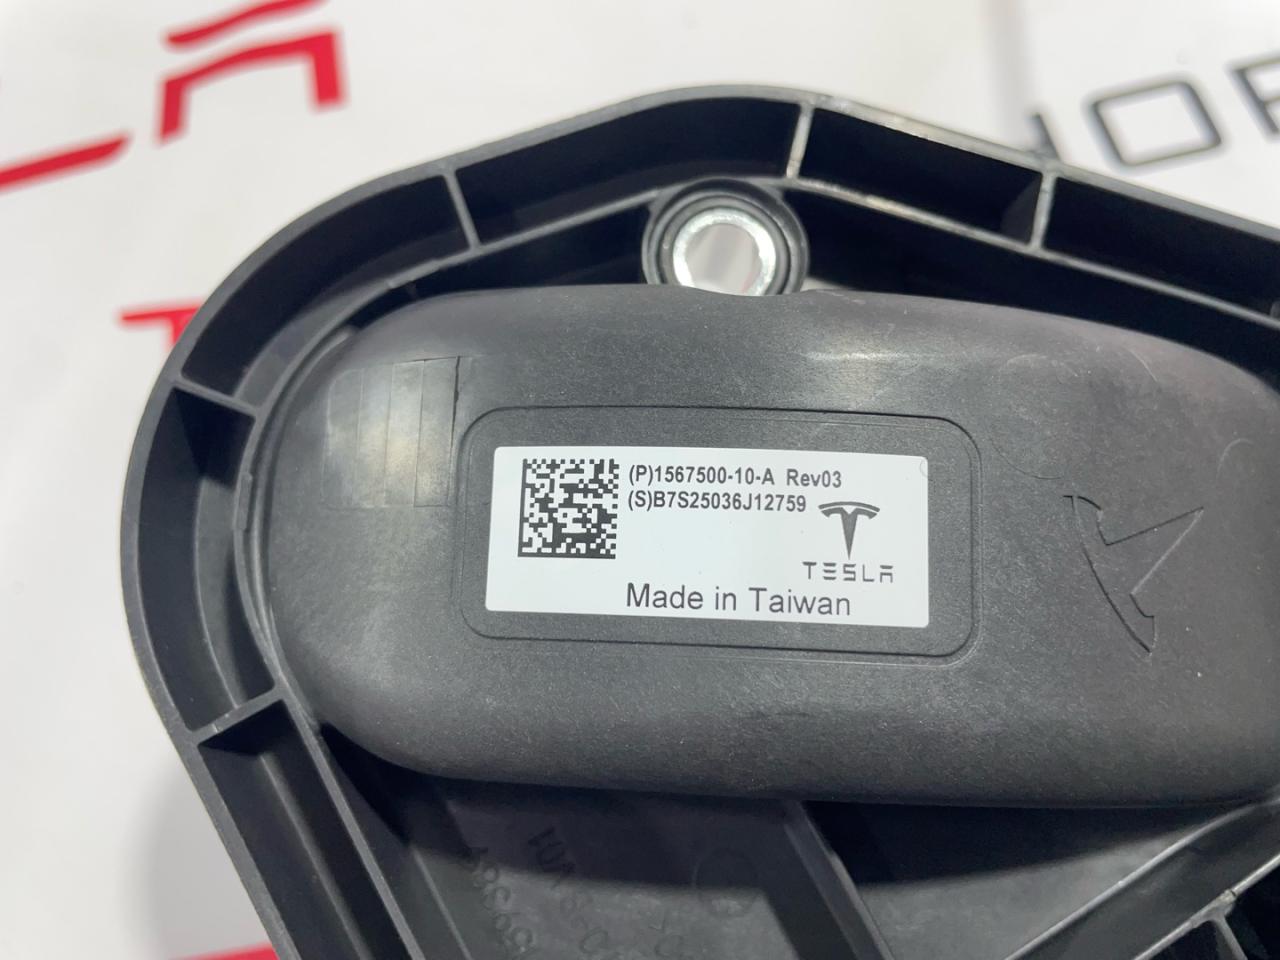 (P)1567500-10-A Rev03
(S)B7S25036J12759
TESLA
Made in Taiwan